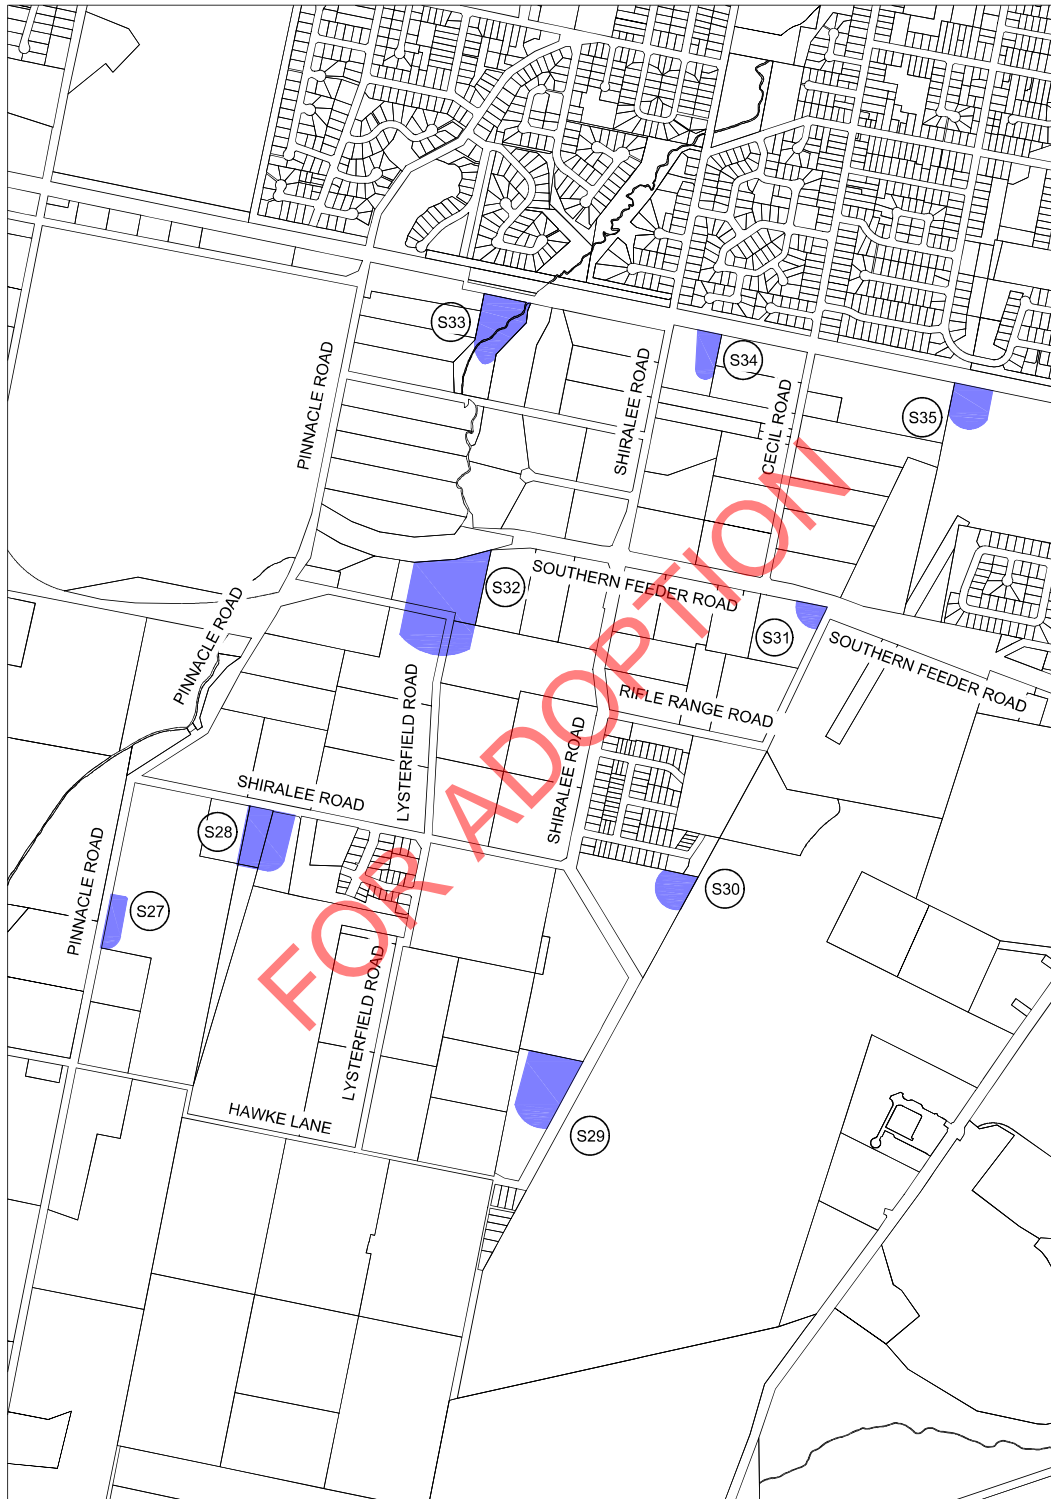 S33
S34
S35
PINNACLE ROAD
SHIRALEE ROAD
CECIL ROAD
S32
SOUTHERN FEEDER ROAD
S31
SOUTHERN FEEDER ROAD
PINNACLE ROAD
RIFLE RANGE ROAD
LYSTERFIELD ROAD
SHIRALEE ROAD
SHIRALEE ROAD
S28
S30
PINNACLE ROAD
S27
FOR ADOPTION
LYSTERFIELD ROAD
HAWKE LANE
S29